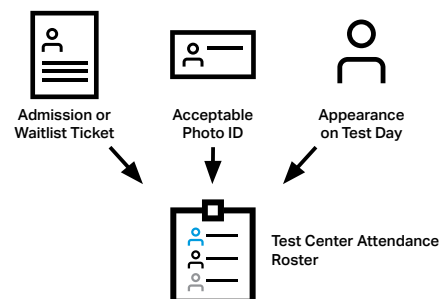 Admission or
Waitlist Ticket
Acceptable
Photo ID
Appearance
on Test Day
Test Center Attendance
Roster